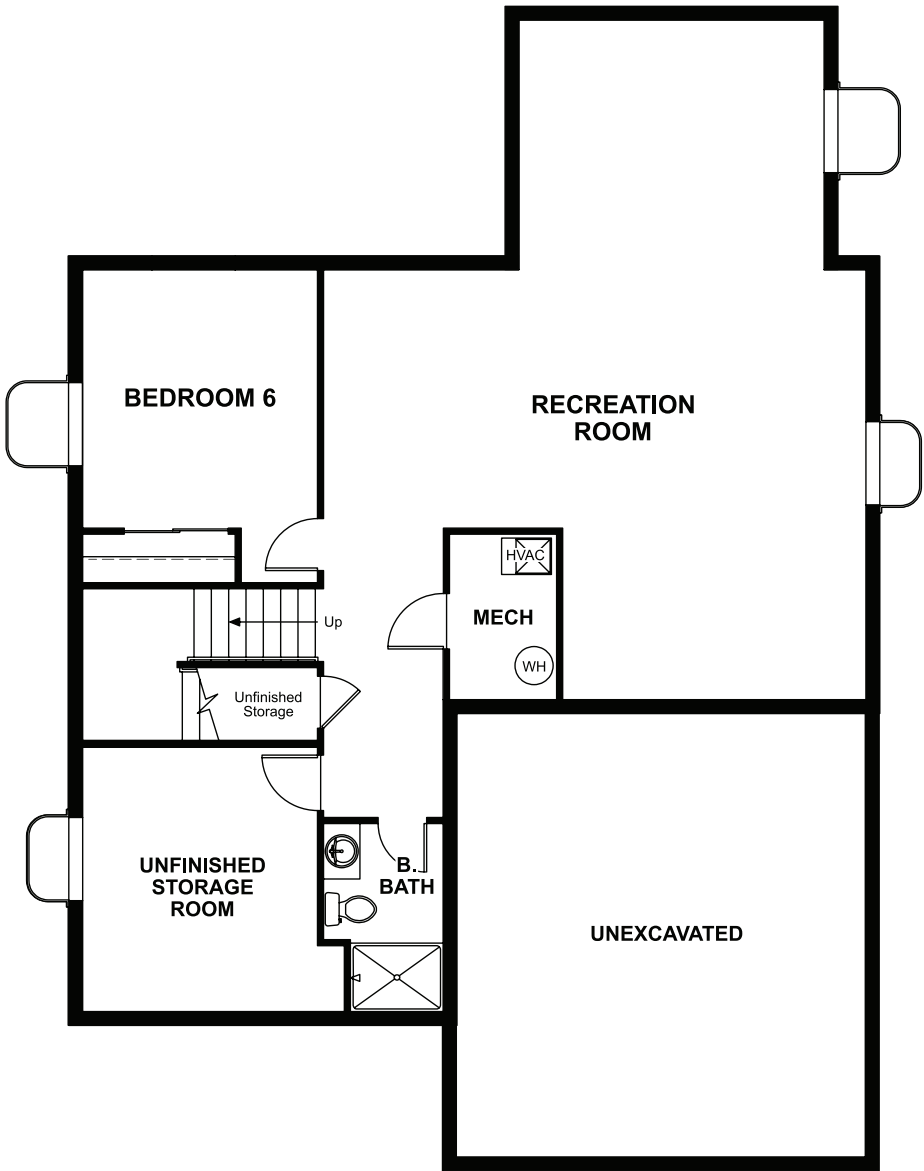 BEDROOM 6
RECREATION
ROOM
HVAC
MECH
Up
WH
Unfinished
Storage
UNFINISHED
STORAGE
ROOM
B.
BATH
UNEXCAVATED